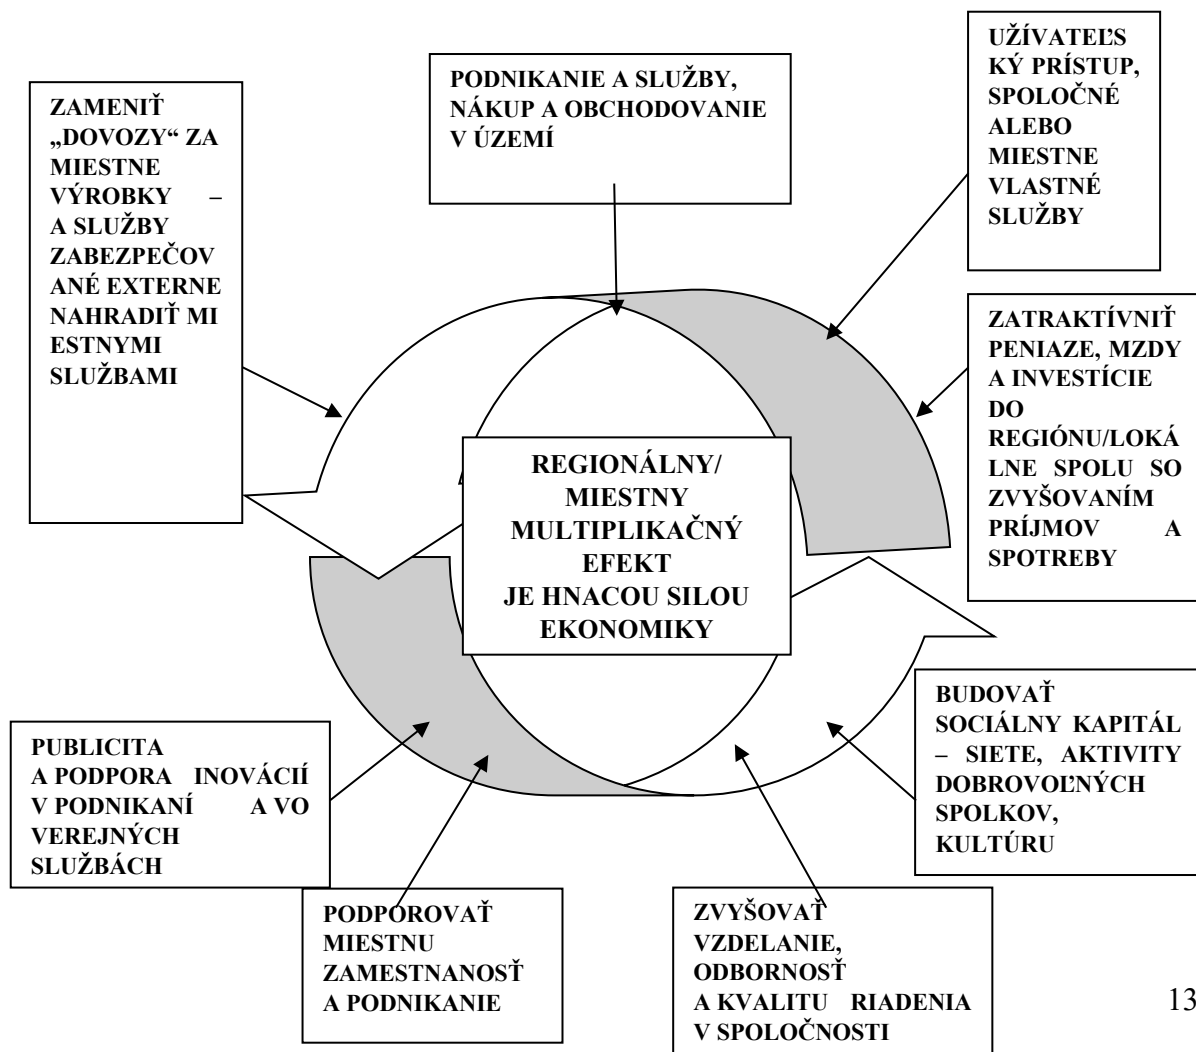 UŽÍVATEĽS
KÝ PRÍSTUP,
SPOLOČNÉ
ALEBO
MIESTNE
VLASTNÉ
SLUŽBY
PODNIKANIE A SLUŽBY,
NÁKUP A OBCHODOVANIE
V ÚZEMÍ
ZAMENIŤ
„DOVOZY“ ZA
MIESTNE
VÝROBKY –
A SLUŽBY
ZABEZPEČOV
ANÉ EXTERNE
NAHRADIŤ MI
ESTNYMI
SLUŽBAMI
ZATRAKTÍVNIŤ
PENIAZE, MZDY
A INVESTÍCIE
DO
REGIÓNU/LOKÁ
LNE SPOLU SO
ZVYŠOVANÍM
PRÍJMOV A
SPOTREBY
REGIONÁLNY/
MIESTNY
MULTIPLIKAČNÝ
EFEKT
JE HNACOU SILOU
EKONOMIKY
BUDOVAŤ
SOCIÁLNY KAPITÁL
– SIETE, AKTIVITY
DOBROVOĽNÝCH
SPOLKOV,
KULTÚRU
PUBLICITA
A PODPORA INOVÁCIÍ
V PODNIKANÍ A VO
VEREJNÝCH
SLUŽBÁCH
PODPOROVAŤ
MIESTNU
ZAMESTNANOSŤ
A PODNIKANIE
ZVYŠOVAŤ
VZDELANIE,
ODBORNOSŤ
A KVALITU RIADENIA
V SPOLOČNOSTI
13